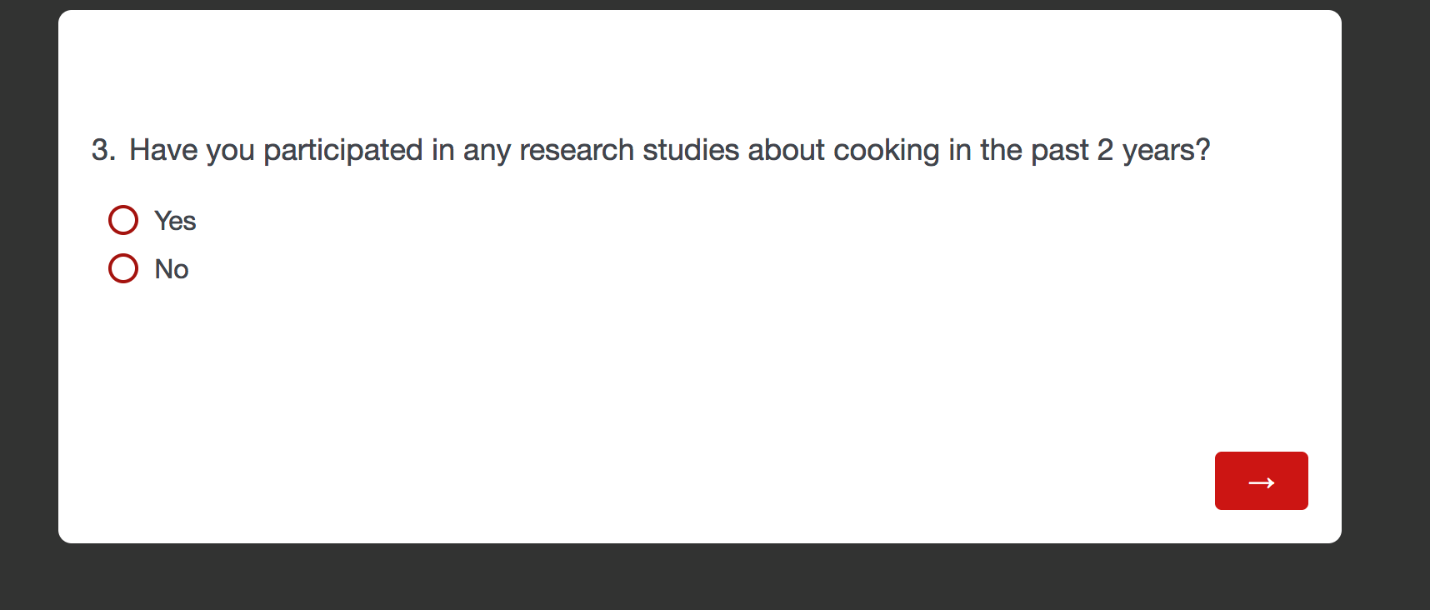 3. Have you participated in any research studies about cooking in the past 2 years?
Yes
No
→